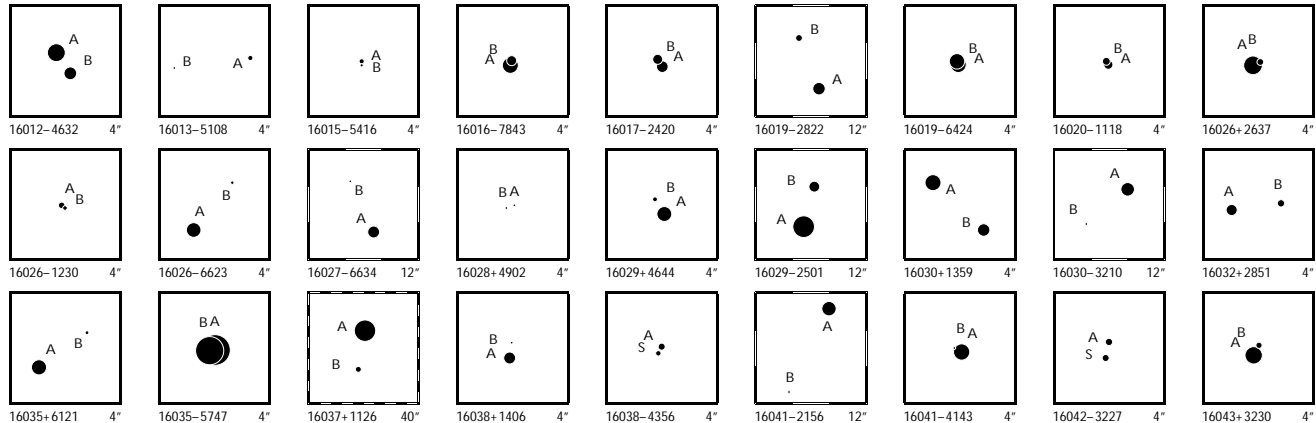 A
B
B
A
A
B
B
A
B
A
B
A
B
A
B
A
A B
16012–4632 4″ 16013–5108 4″ 16015–5416 4″ 16016–7843 4″ 16017–2420 4″ 16019–2822 12″ 16019–6424 4″ 16020–1118 4″ 16026+2637 4″
A
B
B
A
B
A
B A
B
A
B
A
A
B
A
B
A
B
16026–1230 4″ 16026–6623 4″ 16027–6634 12″ 16028+4902 4″ 16029+4644 4″ 16029–2501 12″ 16030+1359 4″ 16030–3210 12″ 16032+2851 4″
A
B
B A
A
B
B
A
A
S
A
B
B
A
A
S
B
A
16035+6121 4″ 16035–5747 4″ 16037+1126 40″ 16038+1406 4″ 16038–4356 4″ 16041–2156 12″ 16041–4143 4″ 16042–3227 4″ 16043+3230 4″